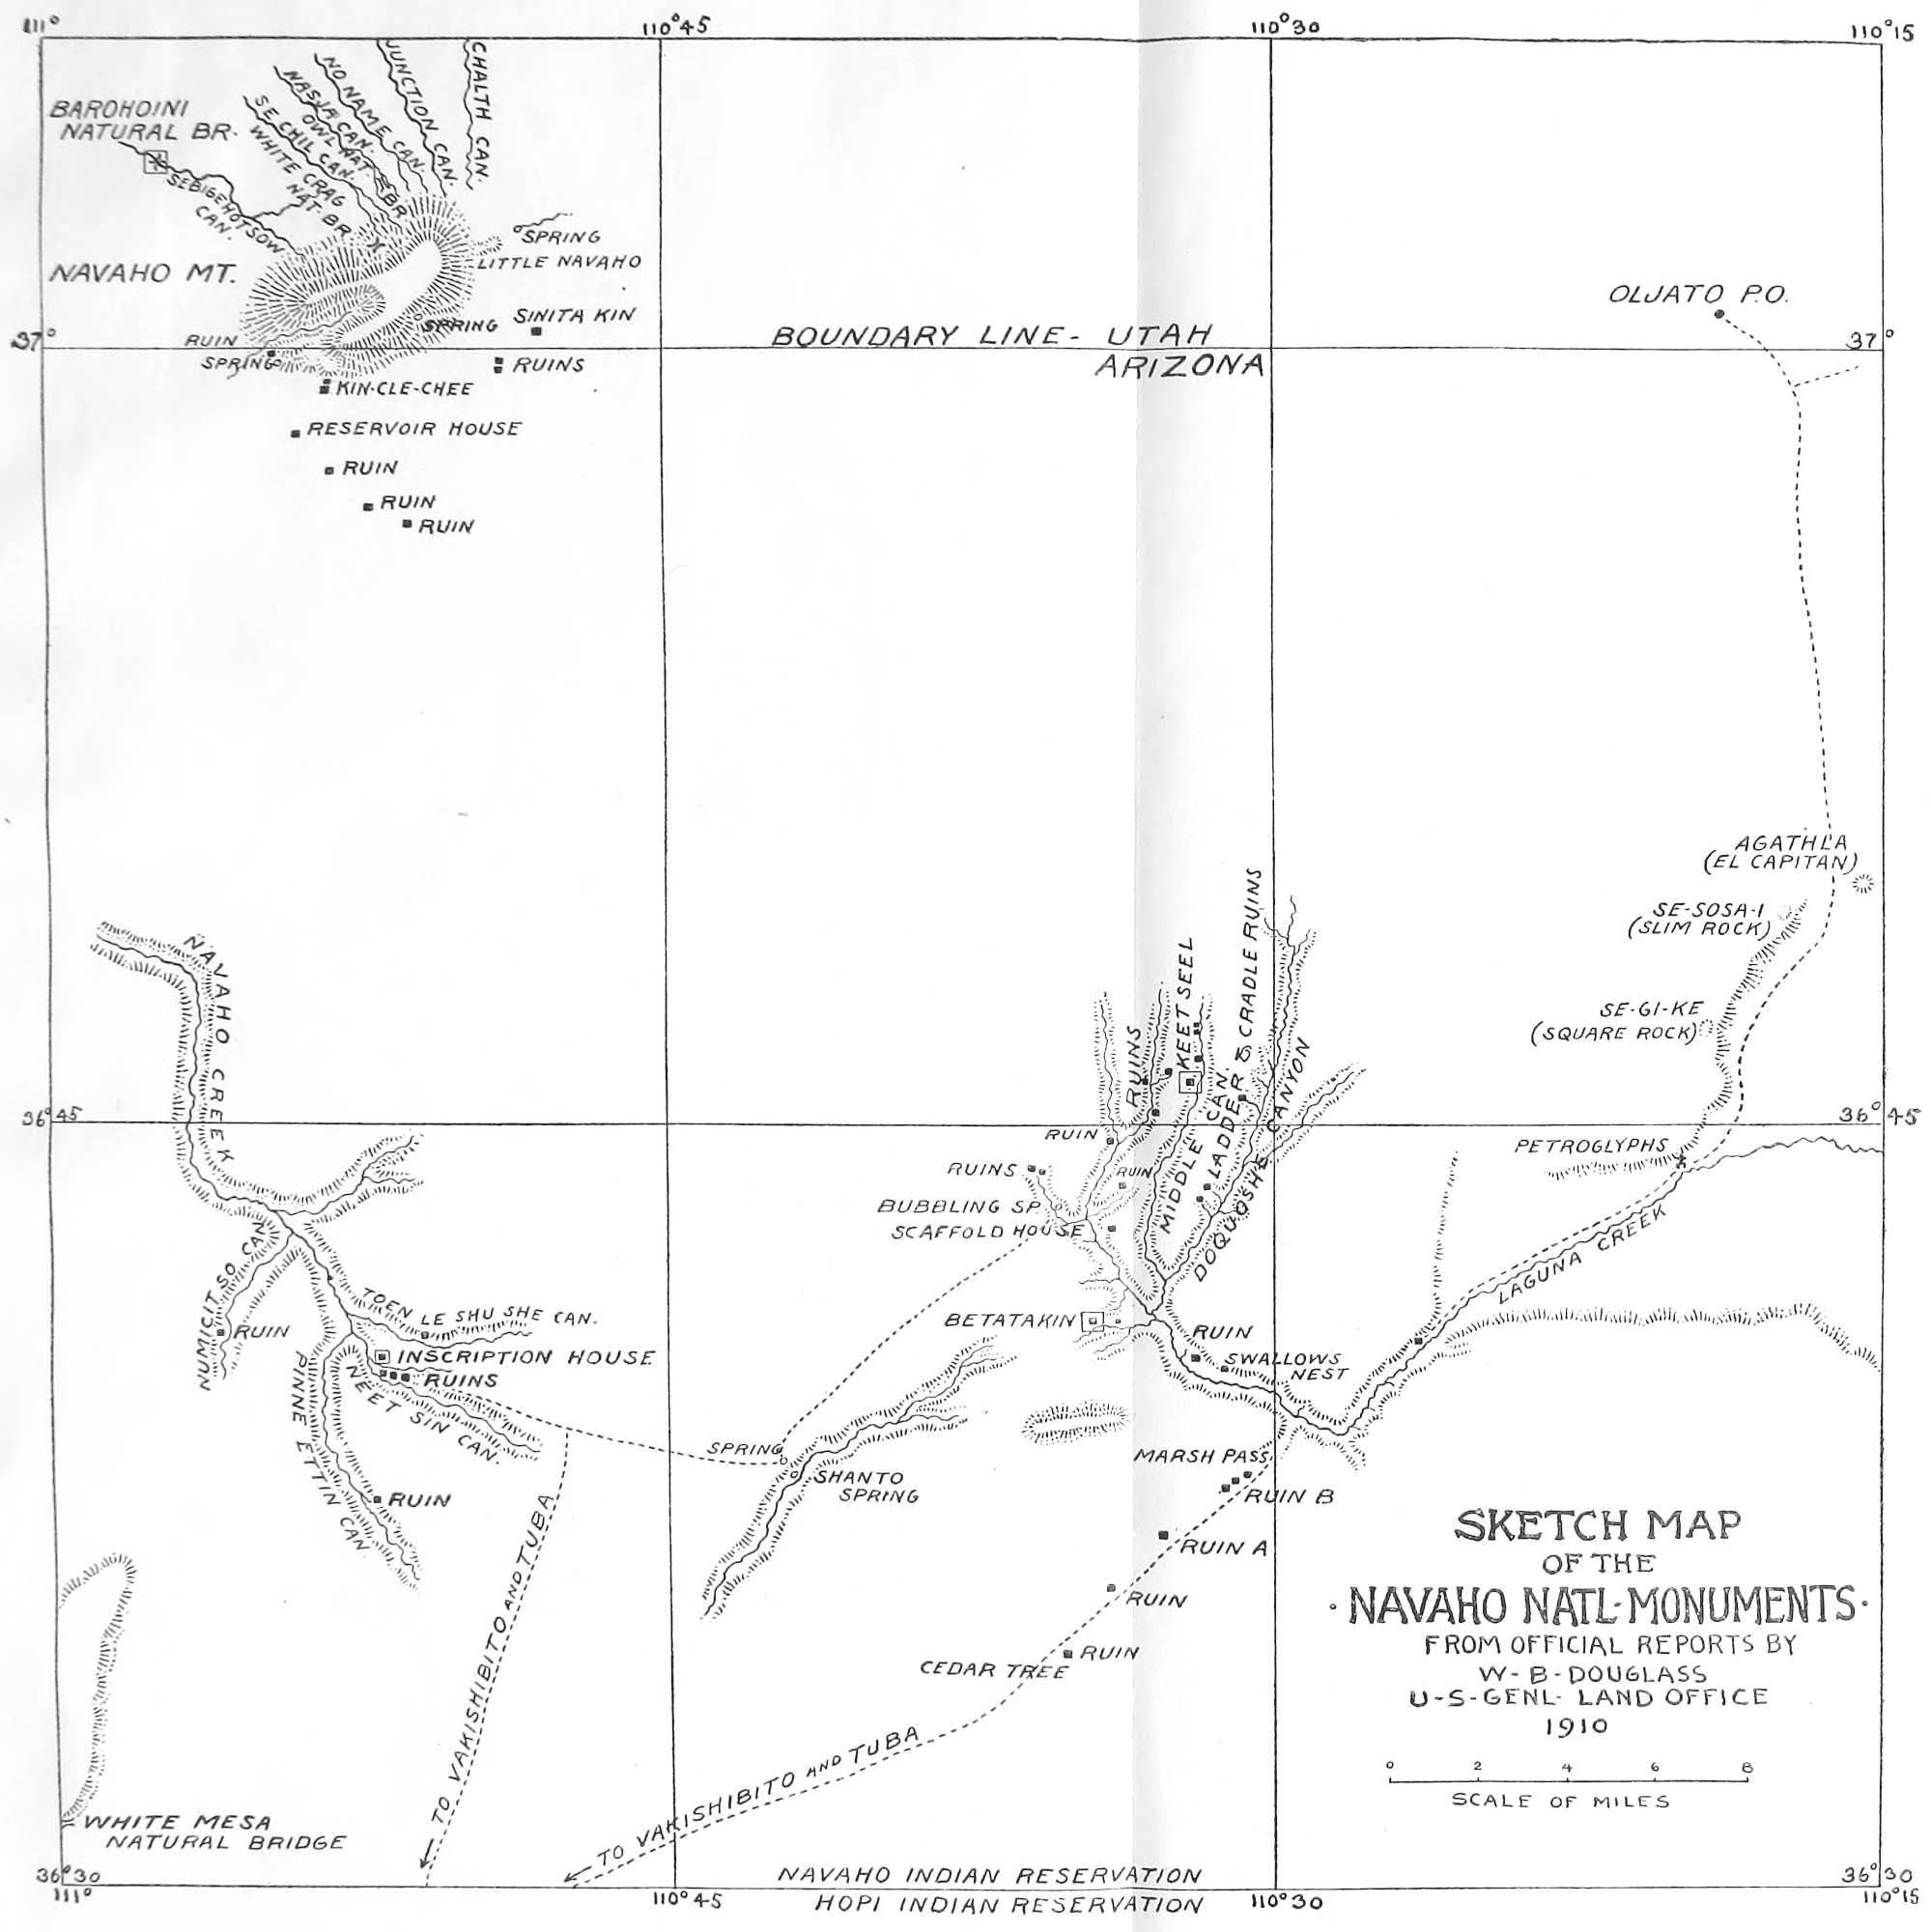 111°
110°45
110°30
110°15
BAROHOINI
NATURAL BR.
SEBIGEHOTSOW
CAN.
WHITE CRAG
NAT. BR.
SE CHIL CAN.
OWL NAT. BR
NASJA CAN.
NO NAME CAN.
JUNCTION CAN.
CHALTH CAN.
SPRING
LITTLE NAVAHO
NAVAHO MT.
SPRING
SINITA KIN
OLJATO P.O.
37°
RUIN
SPRING
RUINS
KIN-CLE-CHEE
RESERVOIR HOUSE
RUIN
RUIN
RUIN
BOUNDARY LINE - UTAH
ARIZONA
37°
AGATHLA
(EL CAPITAN)
SE-SOSA-I
(SLIM ROCK)
SE-GI-KE
(SQUARE ROCK)
NAVAHO CREEK
RUINS
KEET SEEL
MIDDLE CAN.
LADDER & CRADLE RUINS
DOQUOSHE CANYON
36°45
36°45
RUIN
RUINS
RUIN
BUBBLING SP.
SCAFFOLD HOUSE
PETROGLYPHS
LAGUNA CREEK
NUMICITSO CAN
RUIN
TOEN LE SHU SHE CAN.
INSCRIPTION HOUSE
RUINS
NEET SIN CAN.
PINNE ETTIN CAN.
RUIN
BETATAKIN
RUIN
SWALLOWS
NEST
SPRING
SHANTO
SPRING
MARSH PASS
RUIN B
RUIN A
RUIN
RUIN
CEDAR TREE
TO VAKISHIBITO AND TUBA
TO VAKISHIBITO AND TUBA
WHITE MESA
NATURAL BRIDGE
SKETCH MAP
OF THE
· NAVAHO NATL·MONUMENTS·
FROM OFFICIAL REPORTS BY
W-B-DOUGLASS
U-S-GENL- LAND OFFICE
1910
0 2 4 6 8
SCALE OF MILES
36°30
36°30
NAVAHO INDIAN RESERVATION
HOPI INDIAN RESERVATION
111°
110°45
110°30
110°15